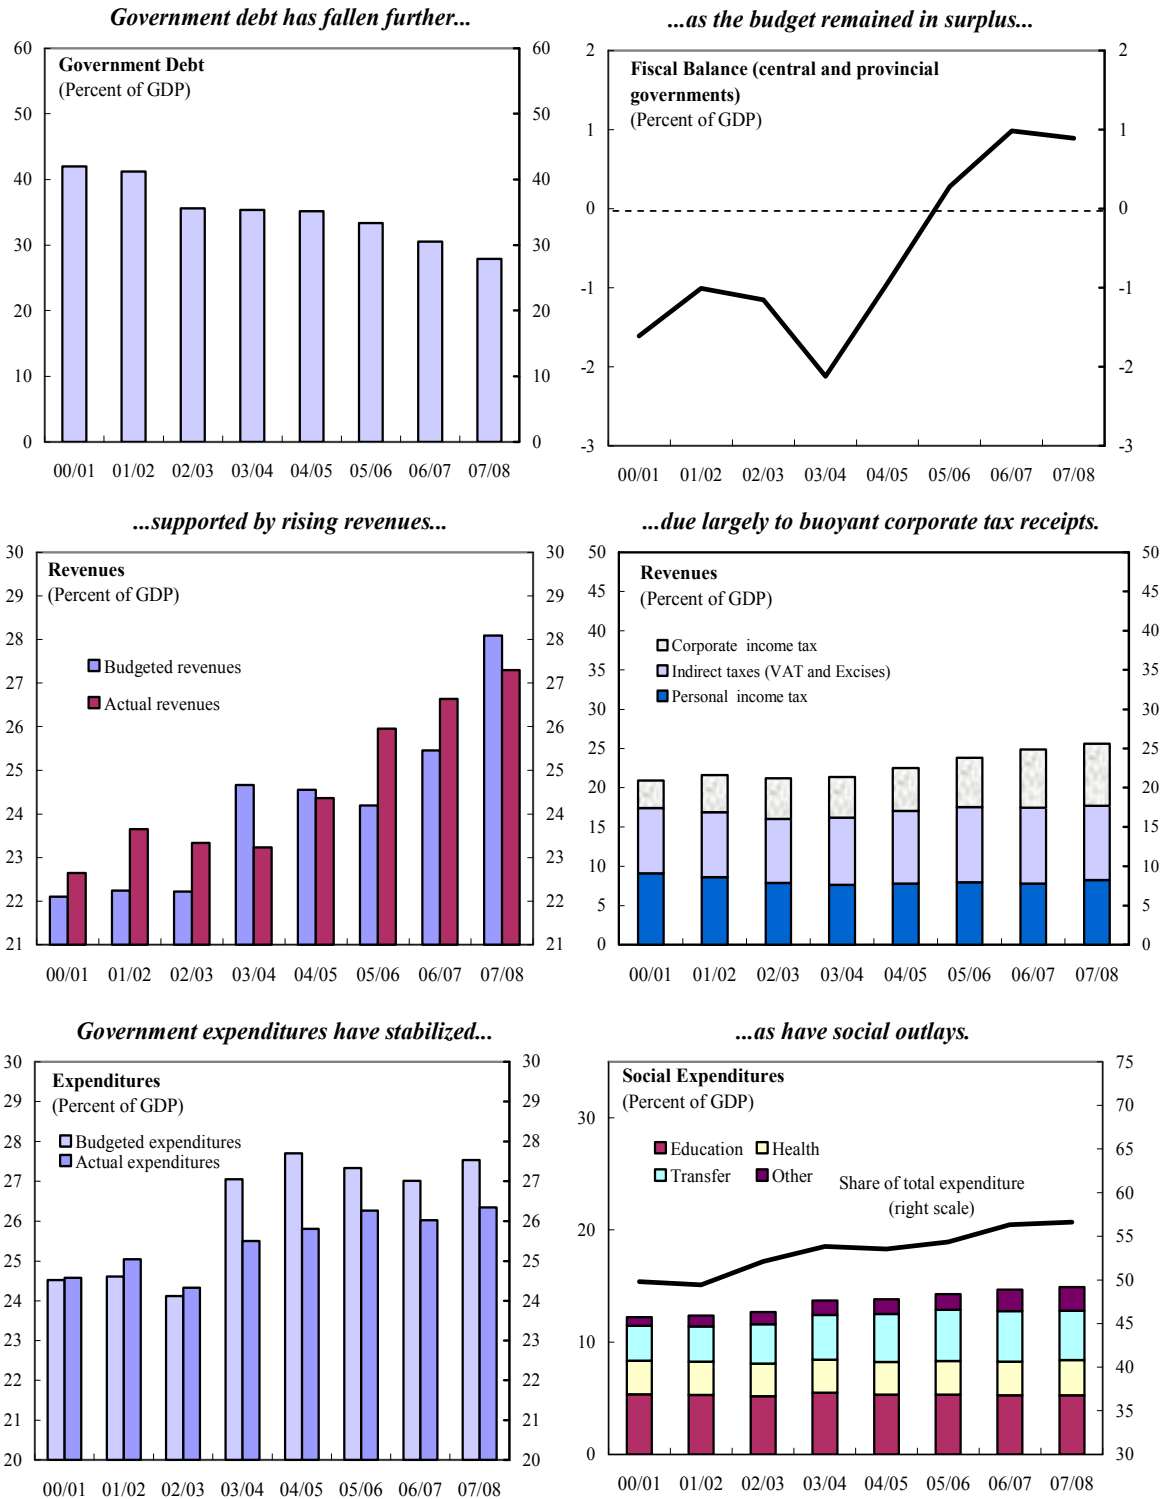 Government debt has fallen further...
60
50
40
30
20
10
0
60
50
40
30
20
10
0
Government Debt
(Percent of GDP)
00/01 01/02 02/03 03/04 04/05 05/06 06/07 07/08
...as the budget remained in surplus...
2
1
0
-1
-2
-3
2
1
0
-1
-2
-3
Fiscal Balance (central and provincial
governments)
(Percent of GDP)
00/01 01/02 02/03 03/04 04/05 05/06 06/07 07/08
...supported by rising revenues...
30
29
28
27
26
25
24
23
22
21
30
29
28
27
26
25
24
23
22
21
Revenues
(Percent of GDP)
Budgeted revenues
Actual revenues
00/01 01/02 02/03 03/04 04/05 05/06 06/07 07/08
...due largely to buoyant corporate tax receipts.
50
45
40
35
30
25
20
15
10
5
0
50
45
40
35
30
25
20
15
10
5
0
Revenues
(Percent of GDP)
Corporate income tax
Indirect taxes (VAT and Excises)
Personal income tax
00/01 01/02 02/03 03/04 04/05 05/06 06/07 07/08
Government expenditures have stabilized...
30
29
28
27
26
25
24
23
22
21
20
30
29
28
27
26
25
24
23
22
21
20
Expenditures
(Percent of GDP)
Budgeted expenditures
Actual expenditures
00/01 01/02 02/03 03/04 04/05 05/06 06/07 07/08
...as have social outlays.
30
20
10
0
75
70
65
60
55
50
45
40
35
30
Social Expenditures
(Percent of GDP)
Education Health
Transfer Other
Share of total expenditure
(right scale)
00/01 01/02 02/03 03/04 04/05 05/06 06/07 07/08